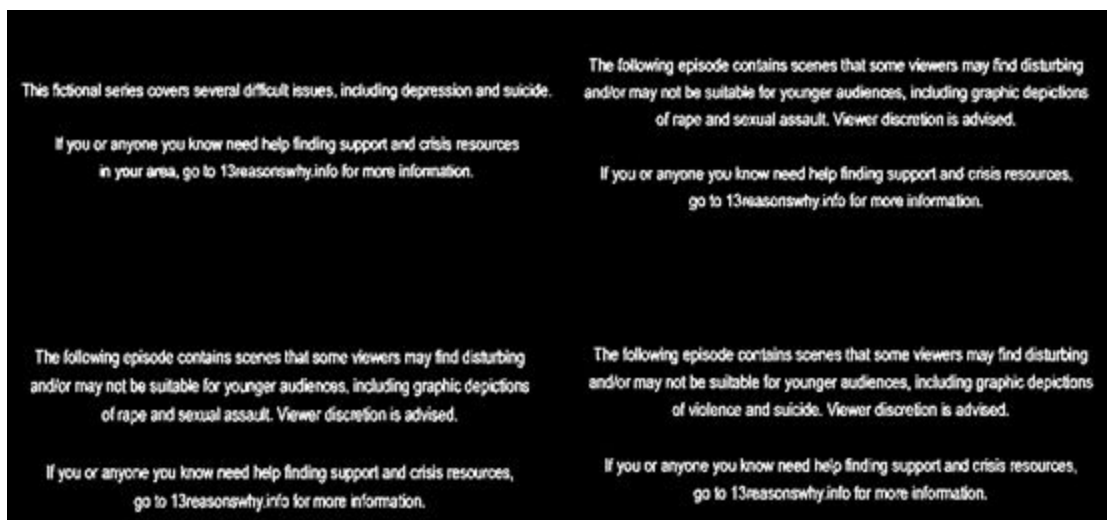 This fictional series covers several difficult issues, including depression and suicide.
If you or anyone you know need help finding support and crisis resources
in your area, go to 13reasonswhy.info for more information.
The following episode contains scenes that some viewers may find disturbing
and/or may not be suitable for younger audiences, including graphic depictions
of rape and sexual assault. Viewer discretion is advised.
If you or anyone you know need help finding support and crisis resources,
go to 13reasonswhy.info for more information.
The following episode contains scenes that some viewers may find disturbing
and/or may not be suitable for younger audiences, including graphic depictions
of rape and sexual assault. Viewer discretion is advised.
If you or anyone you know need help finding support and crisis resources,
go to 13reasonswhy.info for more information.
The following episode contains scenes that some viewers may find disturbing
and/or may not be suitable for younger audiences, including graphic depictions
of violence and suicide. Viewer discretion is advised.
If you or anyone you know need help finding support and crisis resources,
go to 13reasonswhy.info for more information.